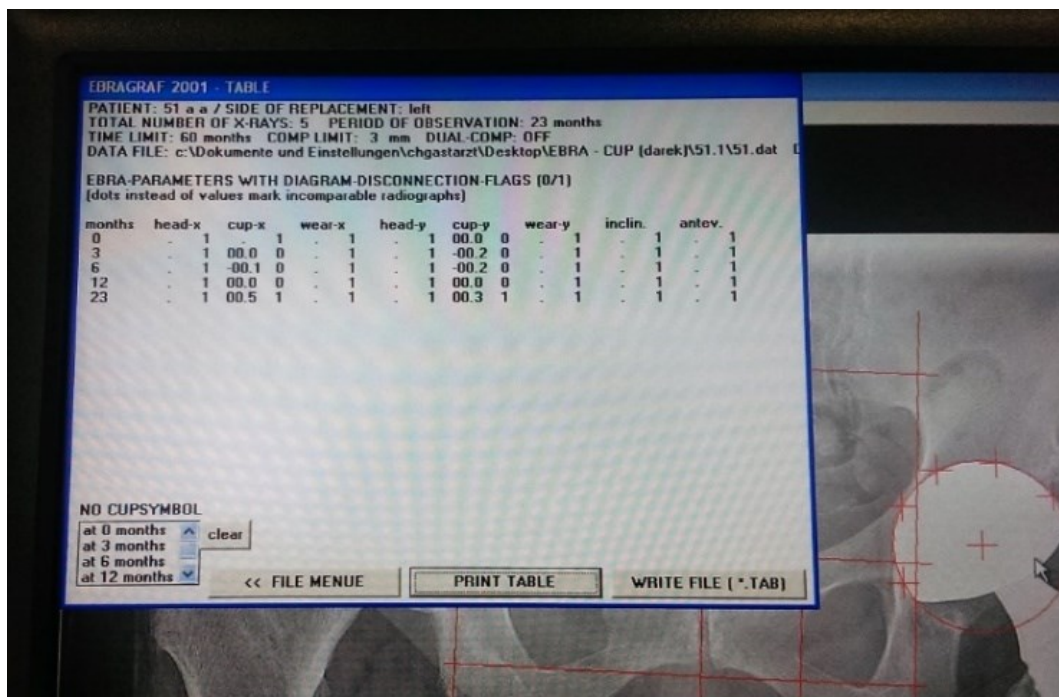 EBRAGRAF 2001 - TABLE
PATIENT: 51 a a / SIDE OF REPLACEMENT: left
TOTAL NUMBER OF X-RAYS: 5 PERIOD OF OBSERVATION: 23 months
TIME LIMIT: 60 months COMP LIMIT: 3 mm DUAL-COMP: OFF
DATA FILE: c:\Dokumente und Einstellungen\chgastarzt\Desktop\EBRA - CUP (darek)\51.1\51.dat
EBRA-PARAMETERS WITH DIAGRAM-DISCONNECTION-FLAGS (0/1)
(dots instead of values mark incomparable radiographs)
months head-x cup-x wear-x head-y cup-y wear-y inclin. antev.
0 . 1 . 1 . 1 . 1 00.0 0 . 1 . 1 . 1
3 . 1 00.0 0 . 1 . 1 -00.2 0 . 1 . 1 . 1
6 . 1 -00.1 0 . 1 . 1 -00.2 0 . 1 . 1 . 1
12 . 1 00.0 0 . 1 . 1 00.0 0 . 1 . 1 . 1
23 . 1 00.5 1 . 1 . 1 00.3 1 . 1 . 1 . 1
NO CUPSYMBOL
at 0 months
clear
at 3 months
at 6 months
at 12 months
<< FILE MENUE PRINT TABLE WRITE FILE ( *.TAB)